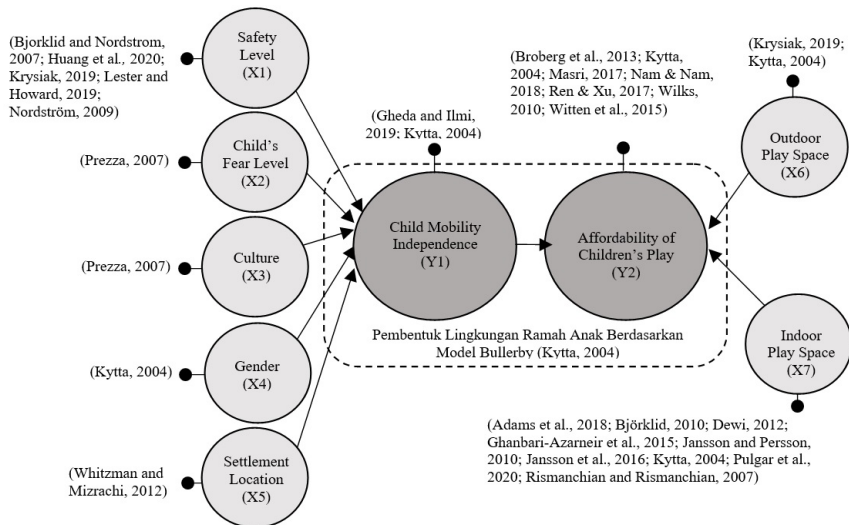 (Bjorklid and Nordstrom,
2007; Huang et al., 2020;
Krysiak, 2019; Lester and
Howard, 2019;
Nordström, 2009)
Safety
Level
(X1)
(Prezza, 2007)
Child's
Fear Level
(X2)
(Prezza, 2007)
Culture
(X3)
(Kytta, 2004)
Gender
(X4)
(Whitzman and
Mizrachi, 2012)
Settlement
Location
(X5)
(Gheda and Ilmi,
2019; Kytta, 2004)
Child Mobility
Independence
(Y1)
(Broberg et al., 2013; Kytta,
2004; Masri, 2017; Nam & Nam,
2018; Ren & Xu, 2017; Wilks,
2010; Witten et al., 2015)
Affordability of
Children's Play
(Y2)
Pembentuk Lingkungan Ramah Anak Berdasarkan
Model Bullerby (Kytta, 2004)
(Krysiak, 2019;
Kytta, 2004)
Outdoor
Play Space
(X6)
Indoor
Play Space
(X7)
(Adams et al., 2018; Björklid, 2010; Dewi, 2012;
Ghanbari-Azarneir et al., 2015; Jansson and Persson,
2010; Jansson et al., 2016; Kytta, 2004; Pulgar et al.,
2020; Rismanchian and Rismanchian, 2007)